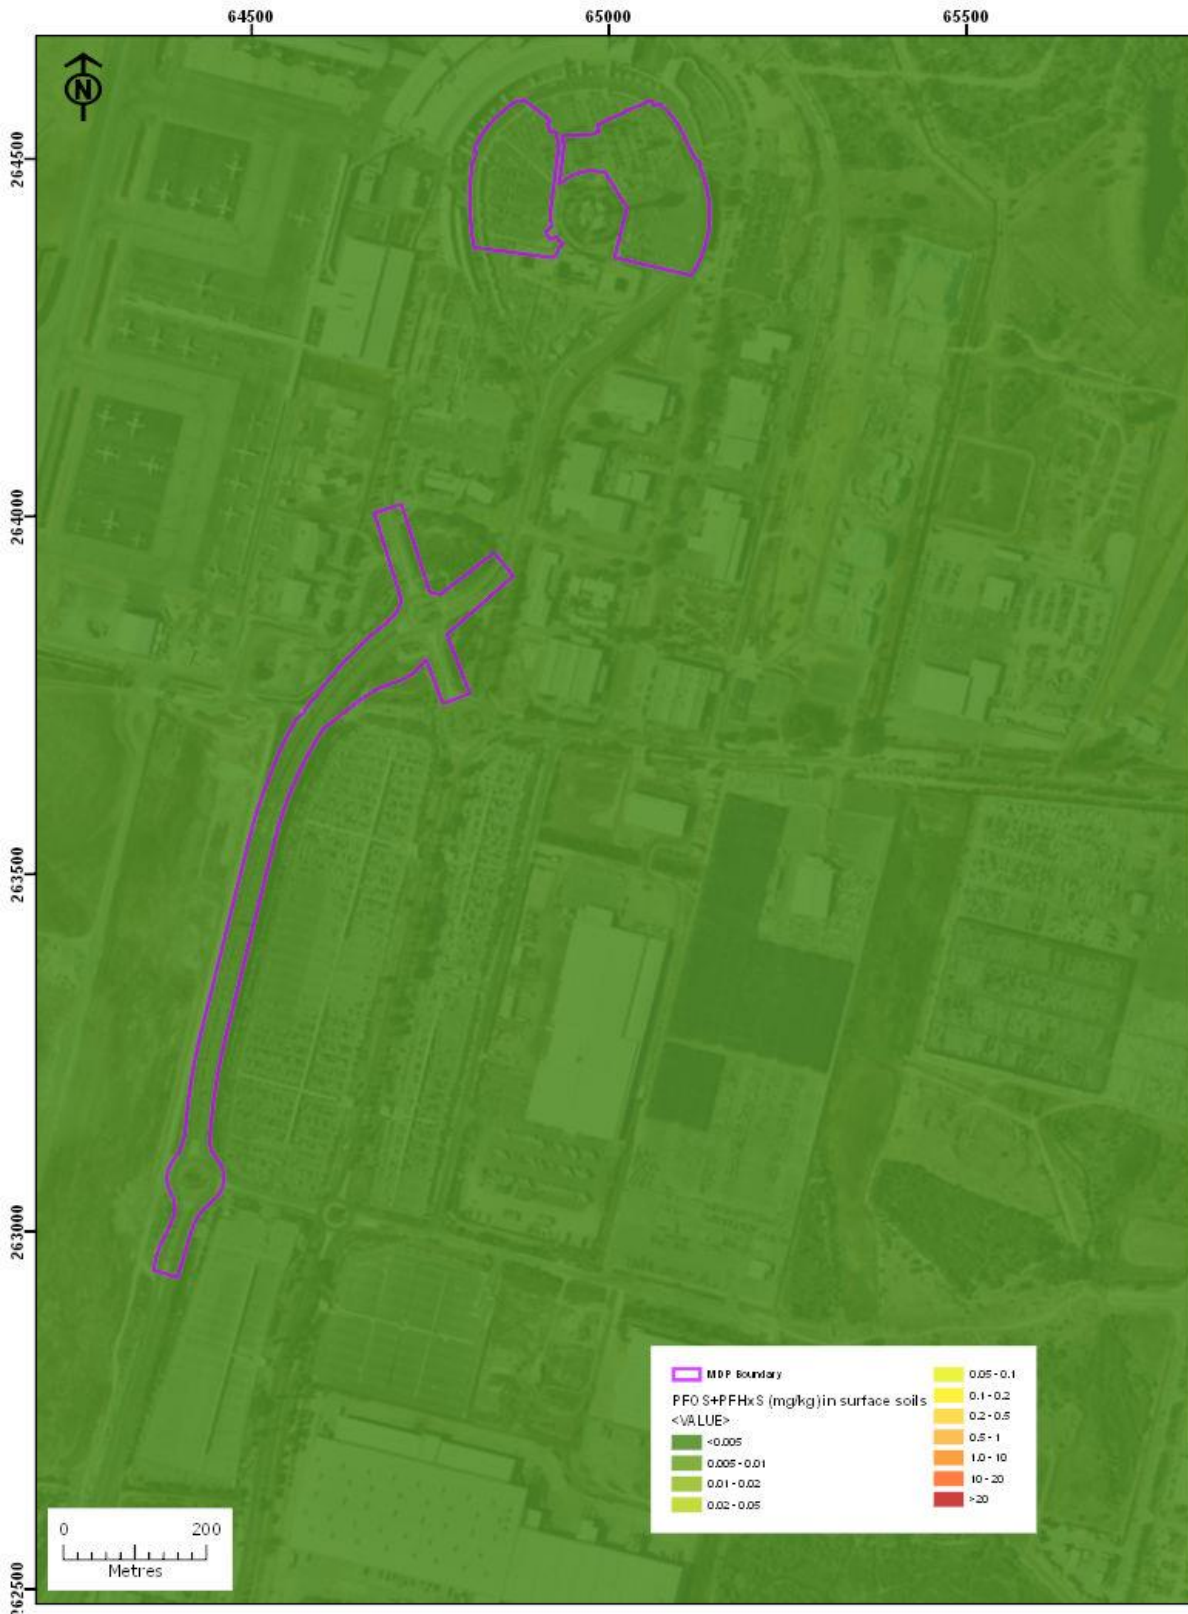 64500 65000 65500
N
264500
264000
263500
263000
262500
MDP Boundary
PFOS+PFHxS (mg/kg) in surface soils
<VALUE>
<0.005
0.005 - 0.01
0.01 - 0.02
0.02 - 0.05
0.05 - 0.1
0.1 - 0.2
0.2 - 0.5
0.5 - 1
1.0 - 10
10 - 20
>20
0 200
Metres